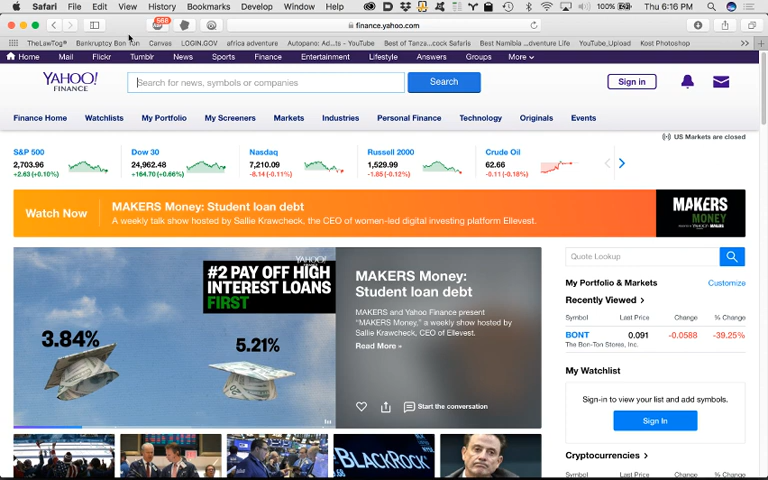 Safari File Edit View History Bookmarks Develop Window Help 100% Thu 6:16 PM
568
finance.yahoo.com
TheLawTog® Bankruptcy Bon Ton Canvas LOGIN.GOV africa adventure Autopano: Ad...ts - YouTube Best of Tanza...ock Safaris Best Namibia ...dventure Life YouTube,Upload Kost Photoshop
Home Mail Flickr Tumblr News Sports Finance Entertainment Lifestyle Answers Groups More
YAHOO! FINANCE
Search for news, symbols or companies
Search
Sign in
Finance Home Watchlists My Portfolio My Screeners Markets Industries Personal Finance Technology Originals Events
US Markets are closed
S&P 500 Dow 30 Nasdaq Russell 2000 Crude Oil
2,703.96 24,962.48 7,210.09 1,529.99 62.66
+2.63 (+0.10%) +164.70 (+0.66%) -8.14 (-0.11%) -1.85 (-0.12%) -0.11 (-0.18%)
Watch Now
MAKERS Money: Student loan debt
A weekly talk show hosted by Sallie Krawcheck, the CEO of women-led digital investing platform Ellevest.
MAKERS
MONEY
YAHOO!
FINANCE
#2 PAY OFF HIGH
INTEREST LOANS
FIRST
3.84%
5.21%
MAKERS Money:
Student loan debt
MAKERS and Yahoo Finance present
"MAKERS Money," a weekly show hosted by
Sallie Krawcheck, CEO of Ellevest.
Read More »
Start the conversation
Quote Lookup
My Portfolio & Markets Customize
Recently Viewed
Symbol Last Price Change % Change
BONT 0.091 -0.0588 -39.25%
The Bon-Ton Stores, Inc.
My Watchlist
Sign-in to view your list and add symbols.
Sign In
Cryptocurrencies
Symbol Last Price Change % Change
BLACKROCK